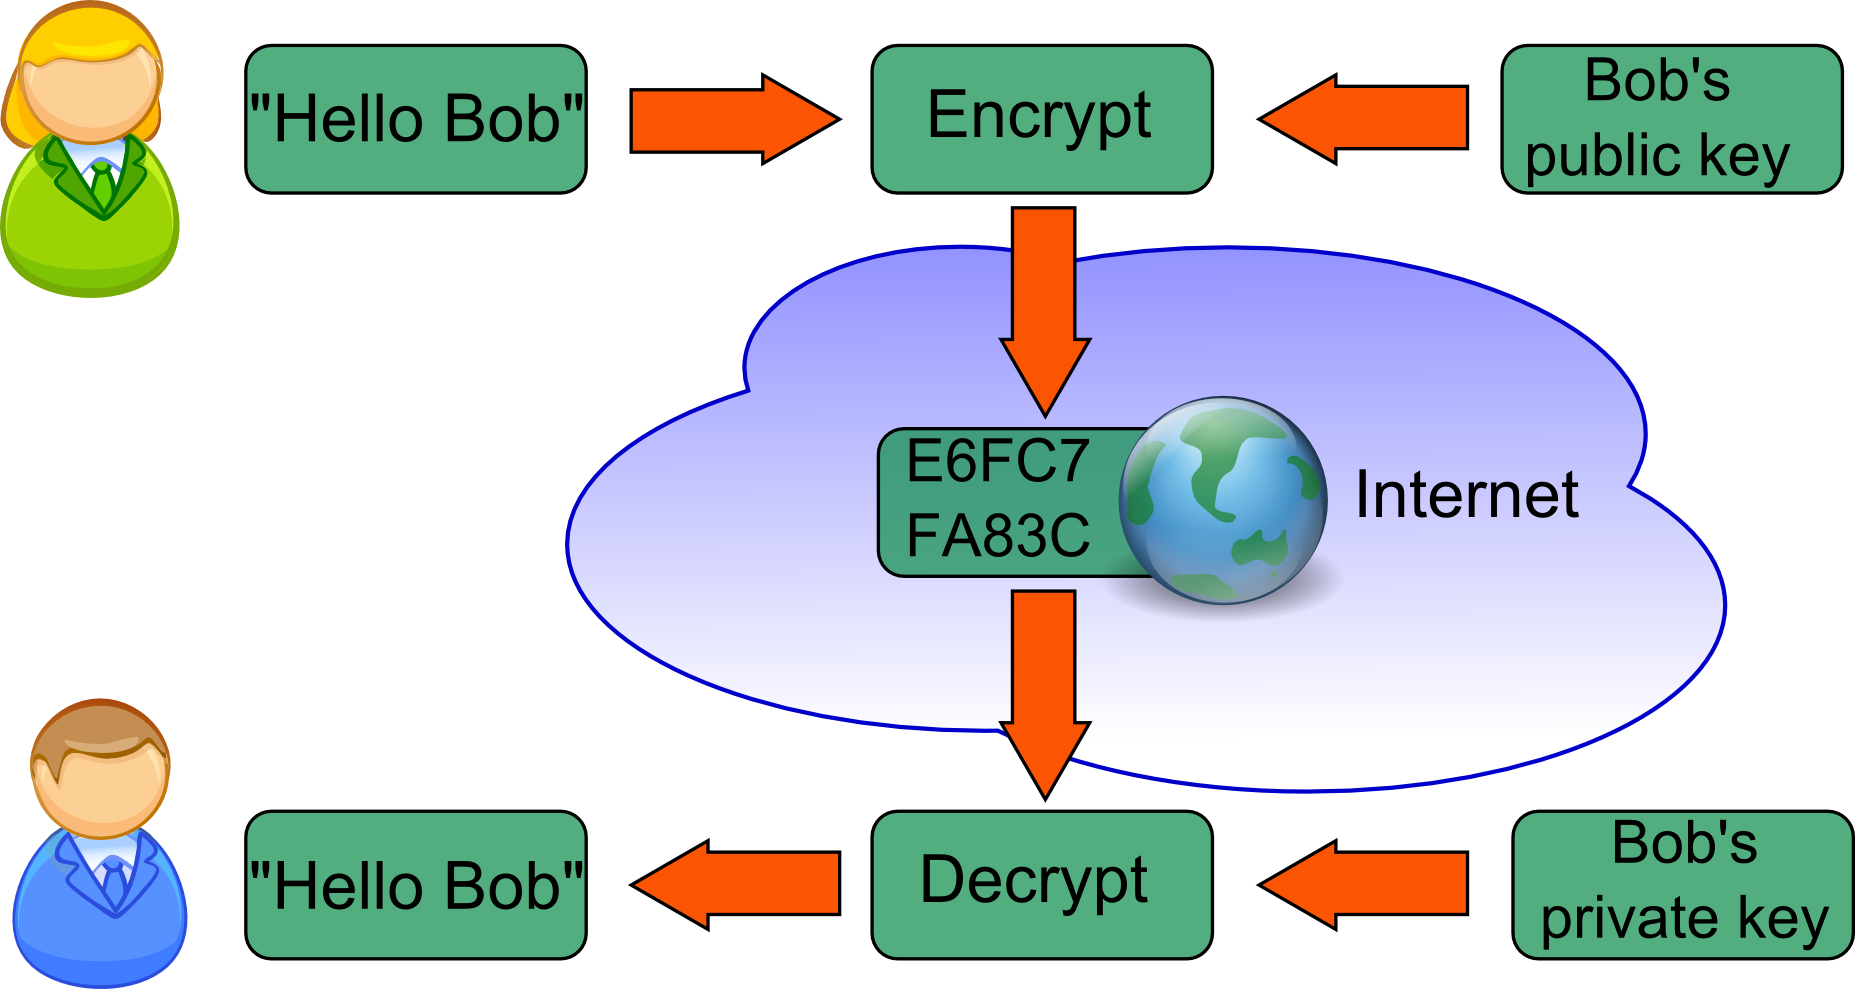 "Hello Bob"
Encrypt
Bob's
public key
E6FC7
FA83C
Internet
"Hello Bob"
Decrypt
Bob's
private key